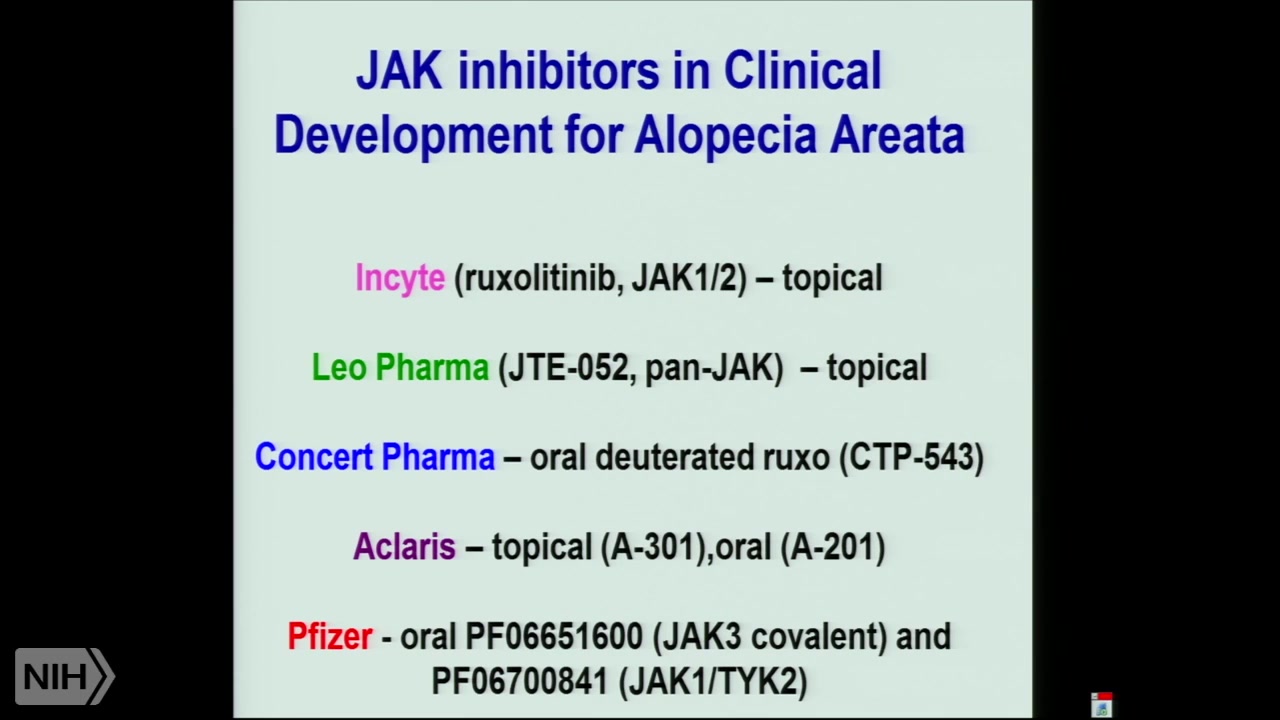 JAK inhibitors in Clinical
Development for Alopecia Areata
Incyte (ruxolitinib, JAK1/2) – topical
Leo Pharma (JTE-052, pan-JAK) – topical
Concert Pharma – oral deuterated ruxo (CTP-543)
Aclaris – topical (A-301),oral (A-201)
Pfizer - oral PF06651600 (JAK3 covalent) and
PF06700841 (JAK1/TYK2)
NIH